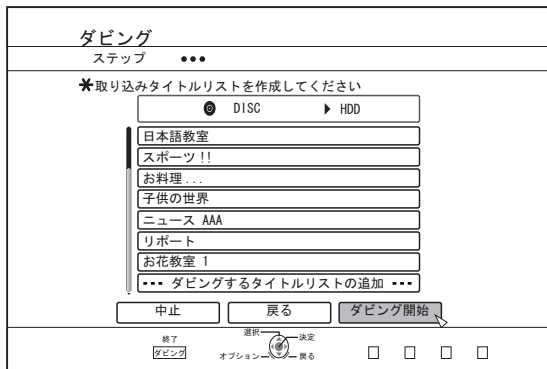 ダビング
ステップ ●●●
*取り込みタイトルリストを作成してください
DISC ▶ HDD
日本語教室
スポーツ!!
お料理...
子供の世界
ニュース AAA
リポート
お花教室 1
--- ダビングするタイトルリストの追加 ---
中止 戻る ダビング開始
選択 決定
終了
ダビング オプション 戻る